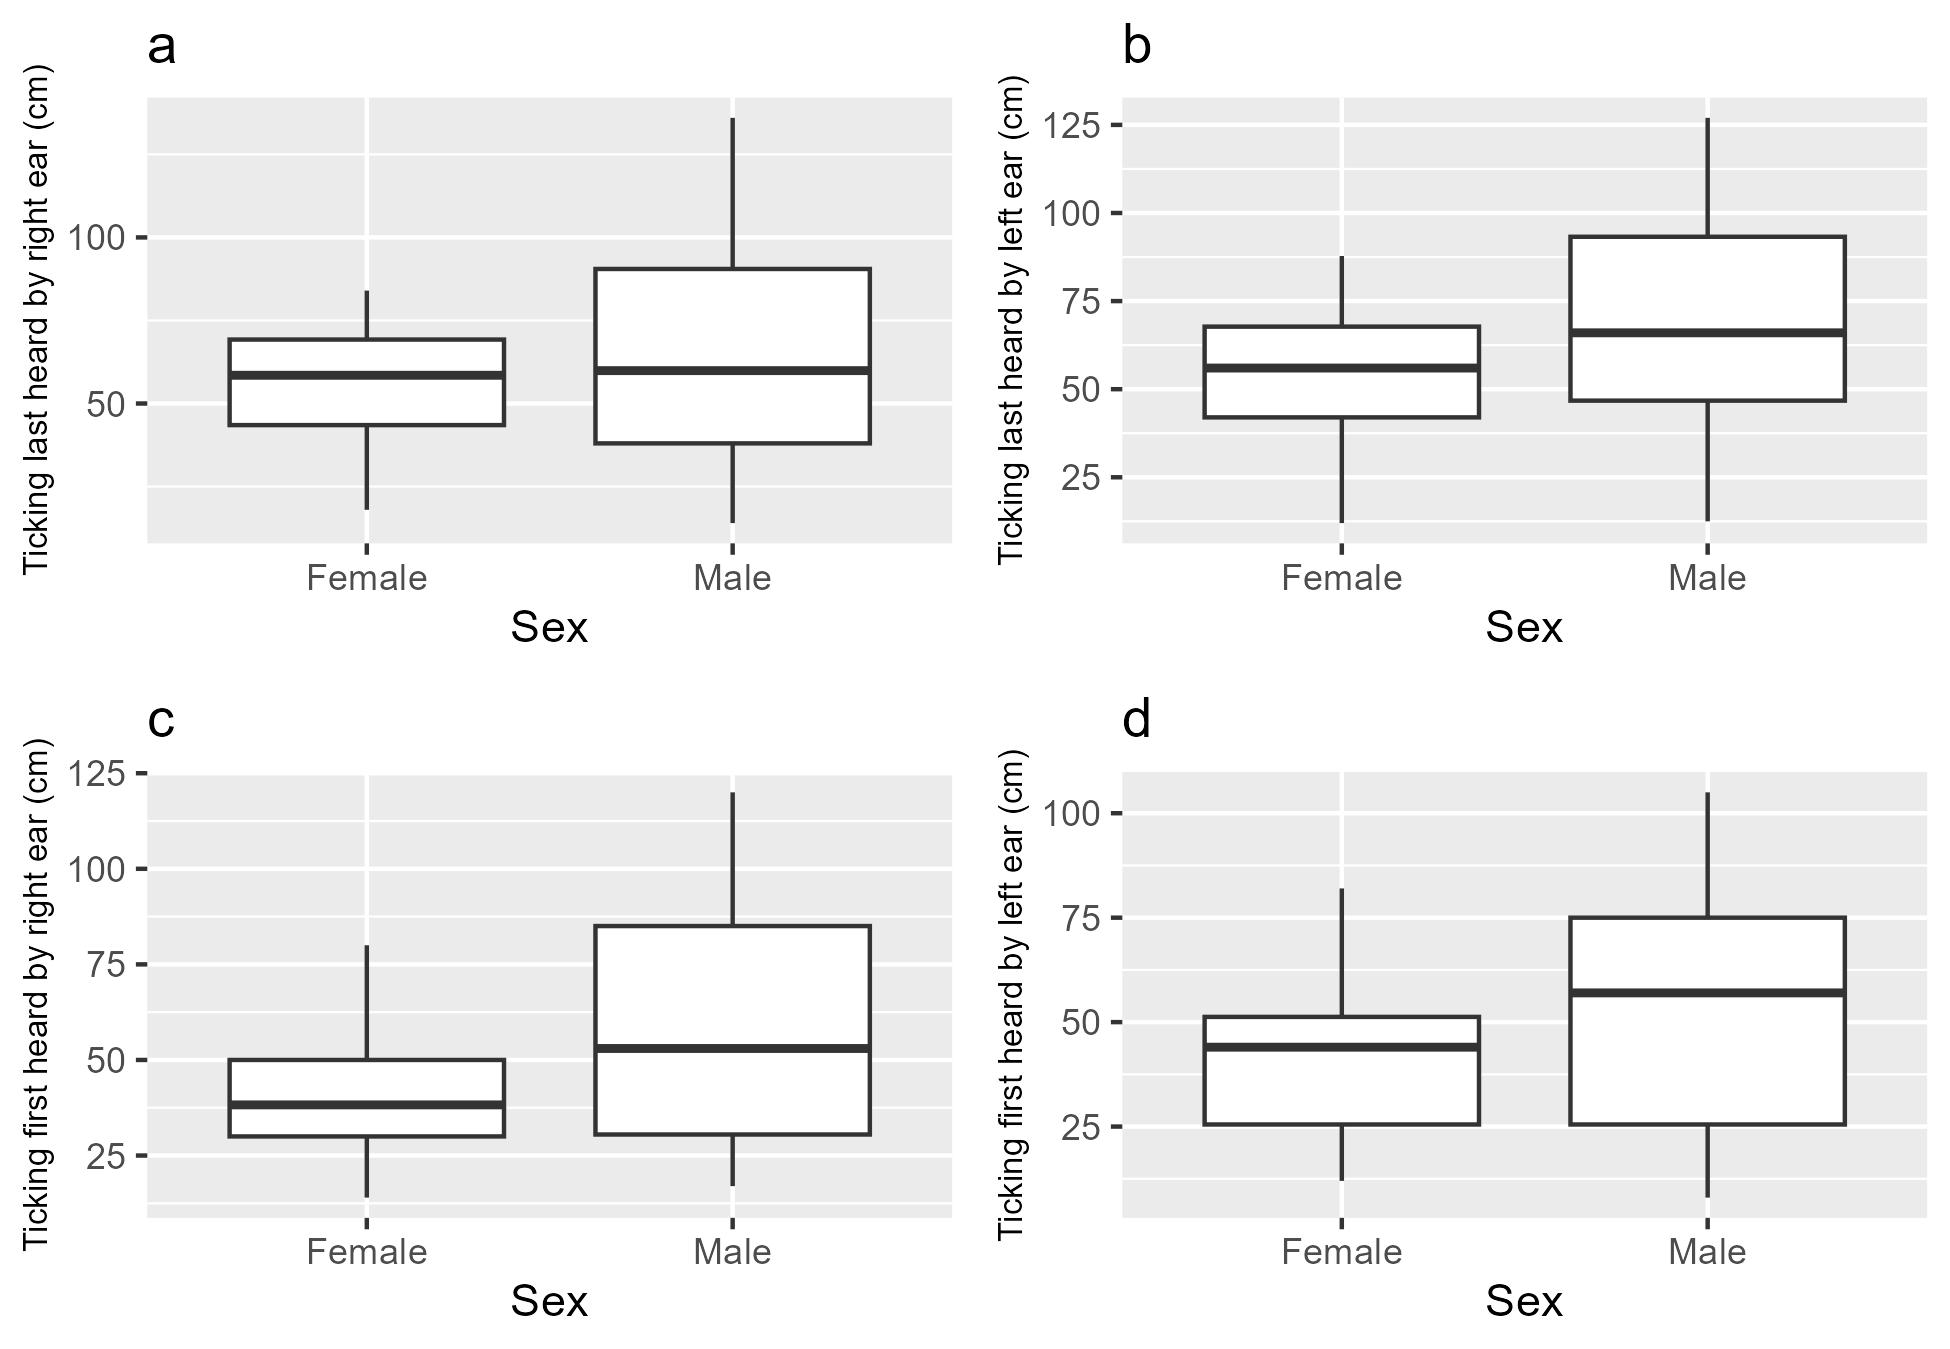 a
Ticking last heard by right ear (cm)
100
50
Female Male
Sex
b
Ticking last heard by left ear (cm)
125
100
75
50
25
Female Male
Sex
c
Ticking first heard by right ear (cm)
125
100
75
50
25
Female Male
Sex
d
Ticking first heard by left ear (cm)
100
75
50
25
Female Male
Sex